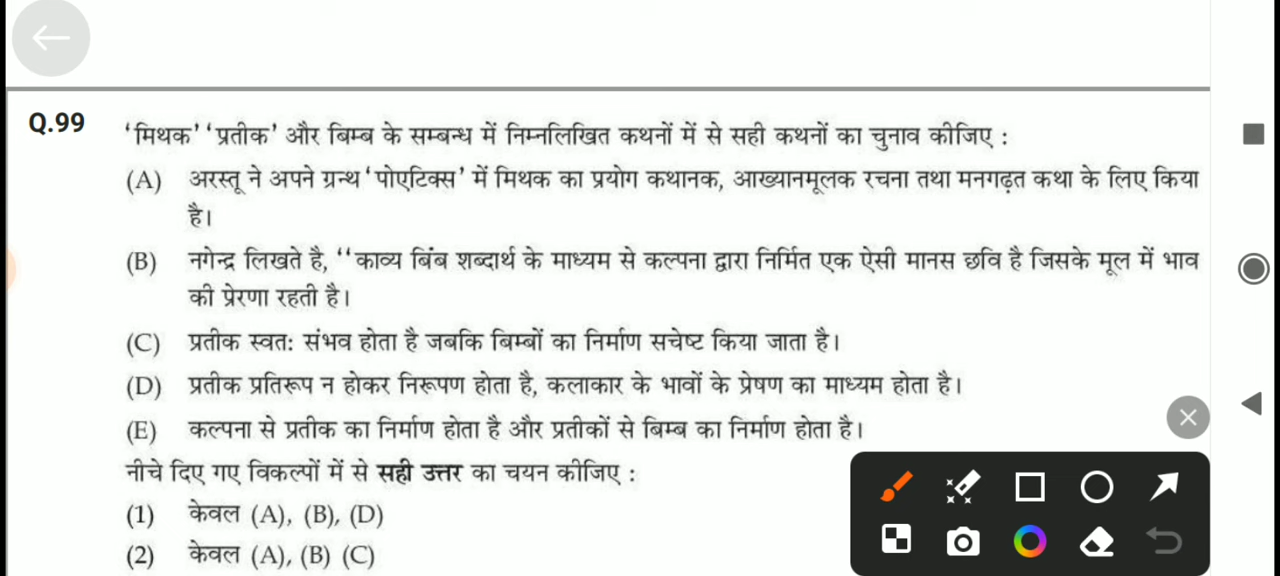 Q.99 'मिथक' 'प्रतीक' और बिम्ब के सम्बन्ध में निम्नलिखित कथनों में से सही कथनों का चुनाव कीजिए :
(A) अरस्तू ने अपने ग्रन्थ 'पोएटिक्स' में मिथक का प्रयोग कथानक, आख्यानमूलक रचना तथा मनगढ़त कथा के लिए किया
है।
(B) नगेन्द्र लिखते है, "काव्य बिंब शब्दार्थ के माध्यम से कल्पना द्वारा निर्मित एक ऐसी मानस छवि है जिसके मूल में भाव
की प्रेरणा रहती है।
(C) प्रतीक स्वत: संभव होता है जबकि बिम्बों का निर्माण सचेष्ट किया जाता है।
(D) प्रतीक प्रतिरूप न होकर निरूपण होता है, कलाकार के भावों के प्रेषण का माध्यम होता है।
(E) कल्पना से प्रतीक का निर्माण होता है और प्रतीकों से बिम्ब का निर्माण होता है।
नीचे दिए गए विकल्पों में से सही उत्तर का चयन कीजिए :
(1) केवल (A), (B), (D)
(2) केवल (A), (B) (C)